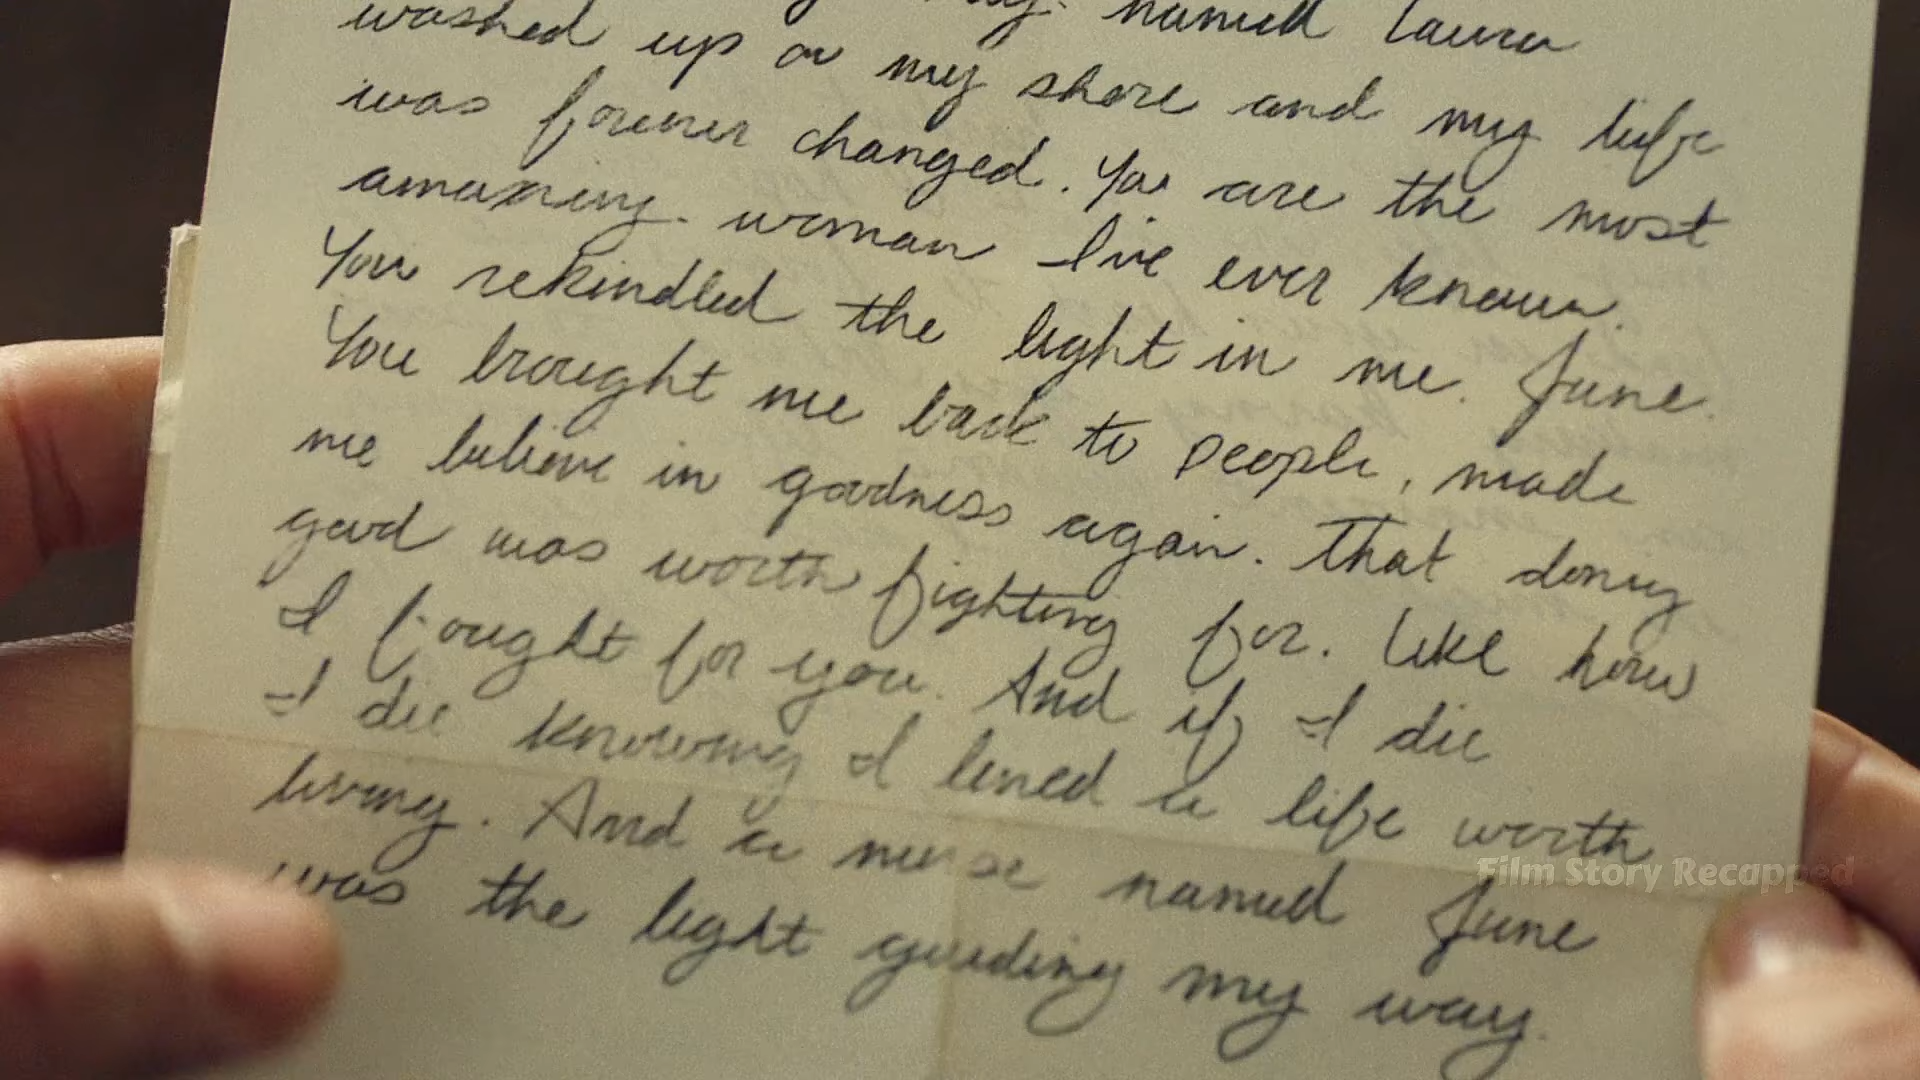 named Laura
washed up on my shore and my life
was forever changed. You are the most
amazing woman I've ever known.
You rekindled the light in me. June.
You brought me back to people, made
me believe in goodness again. That doing
good was worth fighting for. Like how
I fought for you. And if I die
I die knowing I lived a life worth
living. And a nurse named June
was the light guiding my way.
Film Story Recapped